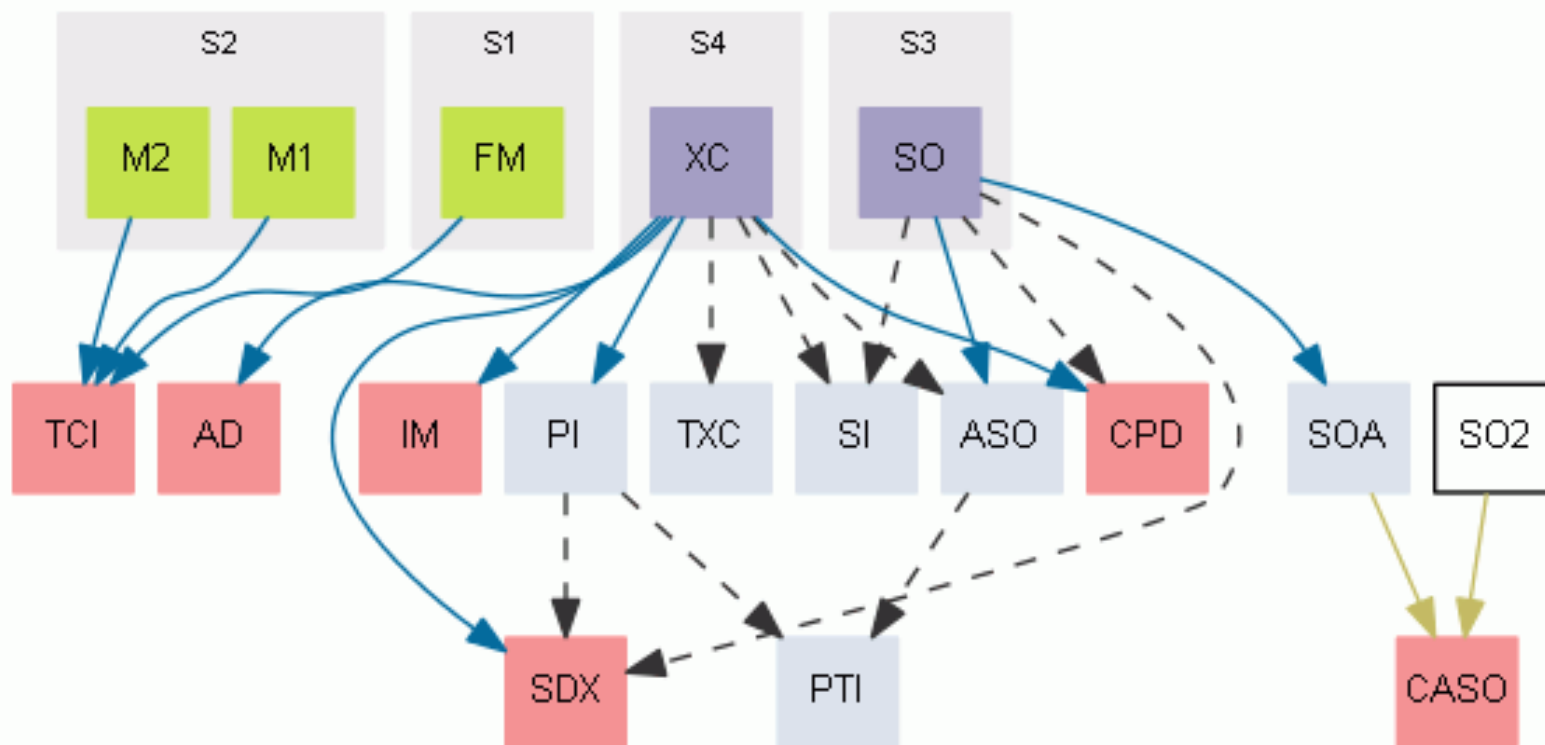 S2
S1
S4
S3
M2
M1
FM
XC
SO
TCI
AD
IM
PI
TXC
SI
ASO
CPD
SOA
SO2
SDX
PTI
CASO